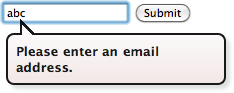 abc Submit
Please enter an email
address.